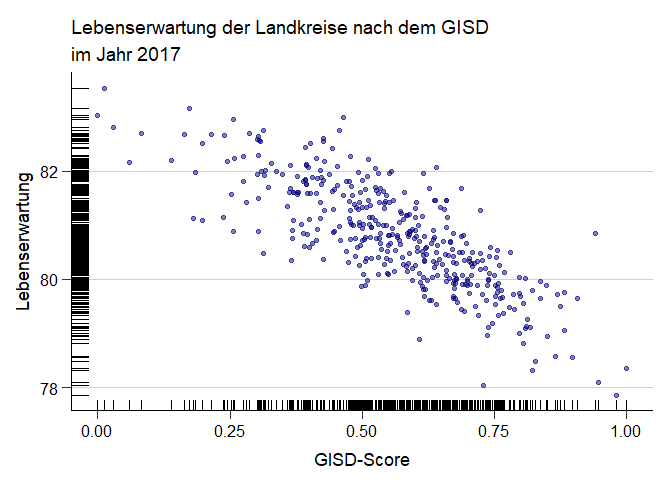 Lebenserwartung der Landkreise nach dem GISD
im Jahr 2017
Lebenserwartung
82
80
78
0.00
0.25
0.50
0.75
1.00
GISD-Score